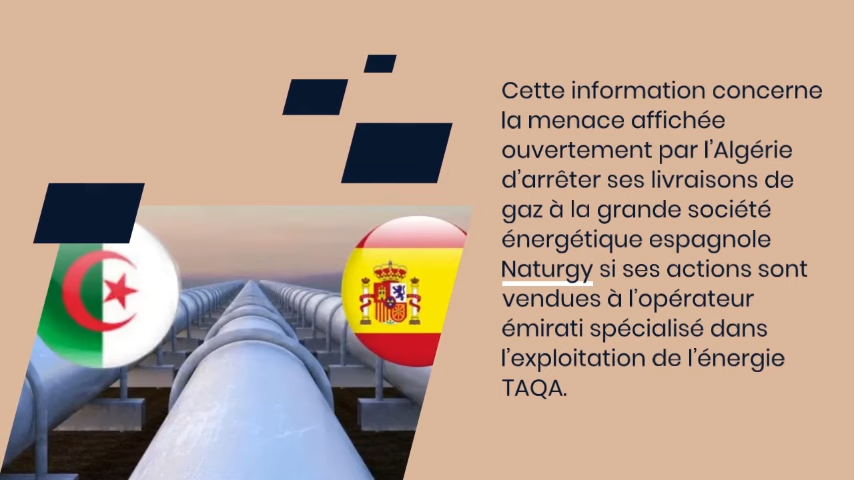 Cette information concerne
la menace affichée
ouvertement par l'Algérie
d'arrêter ses livraisons de
gaz à la grande société
énergétique espagnole
Naturgy si ses actions sont
vendues à l'opérateur
émirati spécialisé dans
l'exploitation de l'énergie
TAQA.